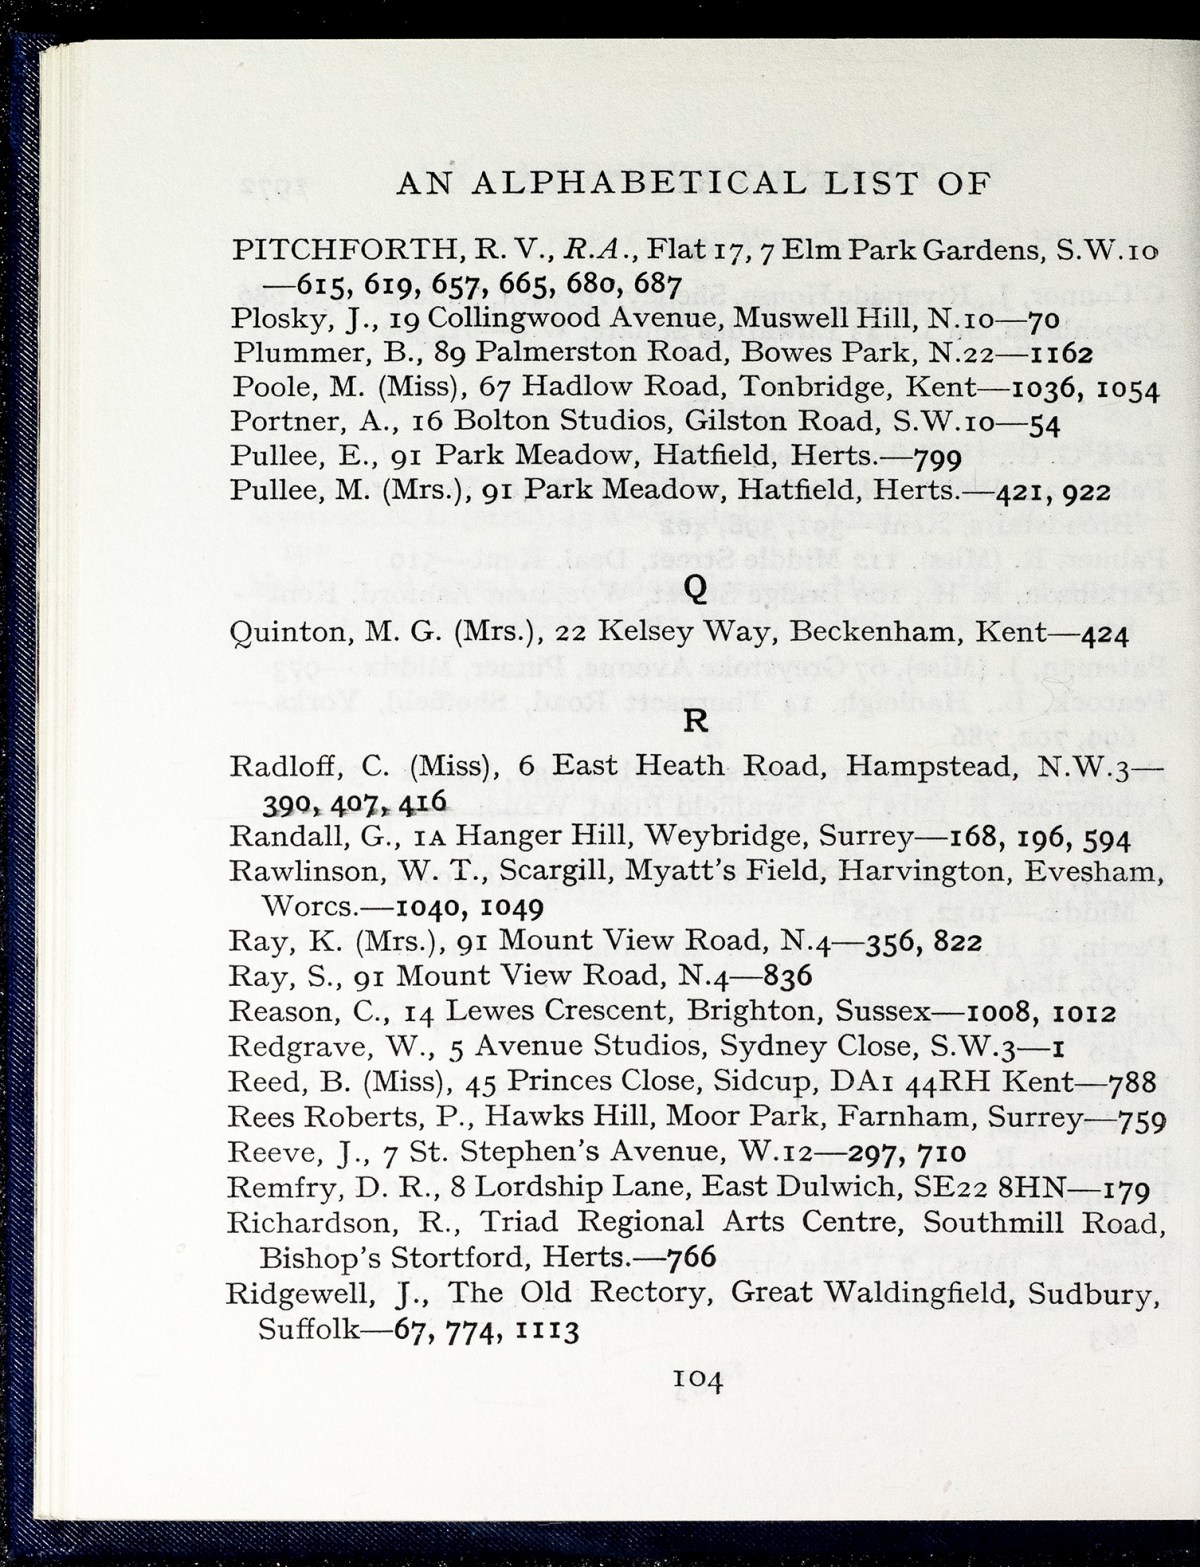 AN ALPHABETICAL LIST OF
PITCHFORTH, R. V., R.A., Flat 17, 7 Elm Park Gardens, S.W.10
—615, 619, 657, 665, 680, 687
Plosky, J., 19 Collingwood Avenue, Muswell Hill, N.10—70
Plummer, B., 89 Palmerston Road, Bowes Park, N.22—1162
Poole, M. (Miss), 67 Hadlow Road, Tonbridge, Kent—1036, 1054
Portner, A., 16 Bolton Studios, Gilston Road, S.W.10—54
Pullee, E., 91 Park Meadow, Hatfield, Herts.—799
Pullee, M. (Mrs.), 91 Park Meadow, Hatfield, Herts.—421, 922
Q
Quinton, M. G. (Mrs.), 22 Kelsey Way, Beckenham, Kent—424
R
Radloff, C. (Miss), 6 East Heath Road, Hampstead, N.W.3—
390, 407, 416
Randall, G., 1A Hanger Hill, Weybridge, Surrey—168, 196, 594
Rawlinson, W. T., Scargill, Myatt's Field, Harvington, Evesham,
Worcs.—1040, 1049
Ray, K. (Mrs.), 91 Mount View Road, N.4—356, 822
Ray, S., 91 Mount View Road, N.4—836
Reason, C., 14 Lewes Crescent, Brighton, Sussex—1008, 1012
Redgrave, W., 5 Avenue Studios, Sydney Close, S.W.3—1
Reed, B. (Miss), 45 Princes Close, Sidcup, DA1 44RH Kent—788
Rees Roberts, P., Hawks Hill, Moor Park, Farnham, Surrey—759
Reeve, J., 7 St. Stephen's Avenue, W.12—297, 710
Remfry, D. R., 8 Lordship Lane, East Dulwich, SE22 8HN—179
Richardson, R., Triad Regional Arts Centre, Southmill Road,
Bishop's Stortford, Herts.—766
Ridgewell, J., The Old Rectory, Great Waldingfield, Sudbury,
Suffolk—67, 774, 1113
104